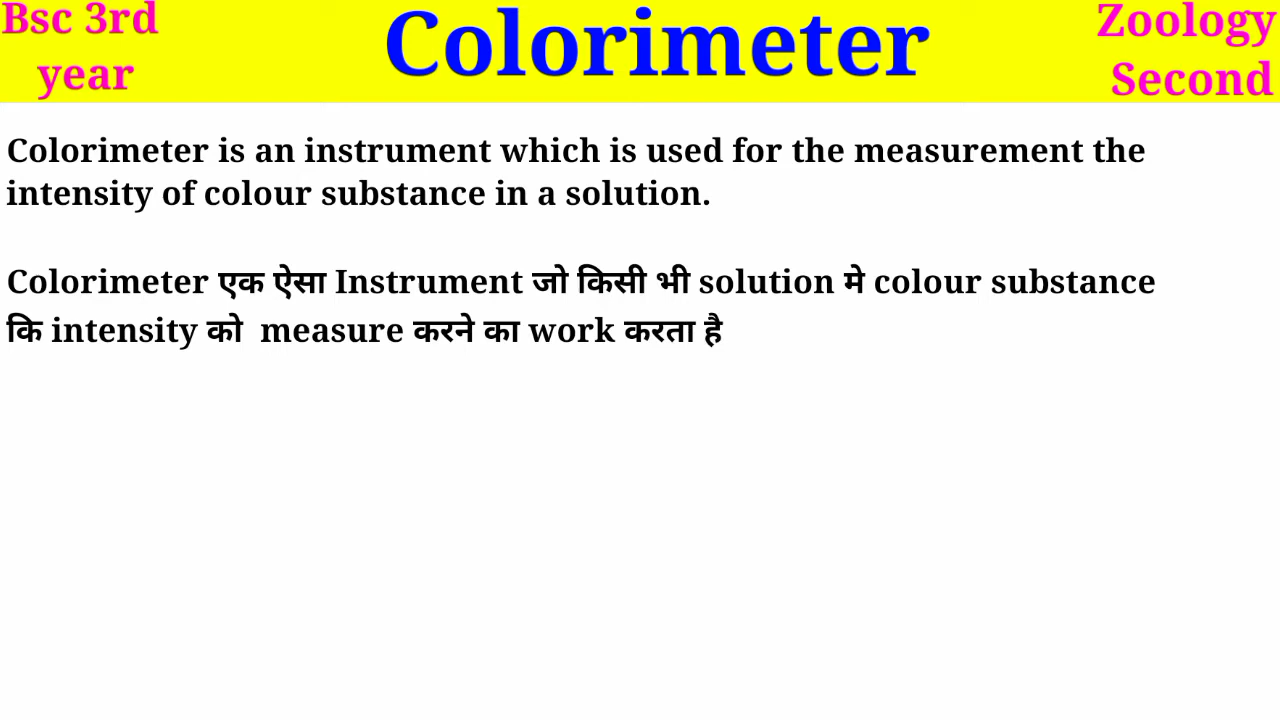 Bsc 3rd
year
Colorimeter
Zoology
Second
Colorimeter is an instrument which is used for the measurement the
intensity of colour substance in a solution.
Colorimeter एक ऐसा Instrument जो किसी भी solution मे colour substance
कि intensity को  measure करने का work करता है